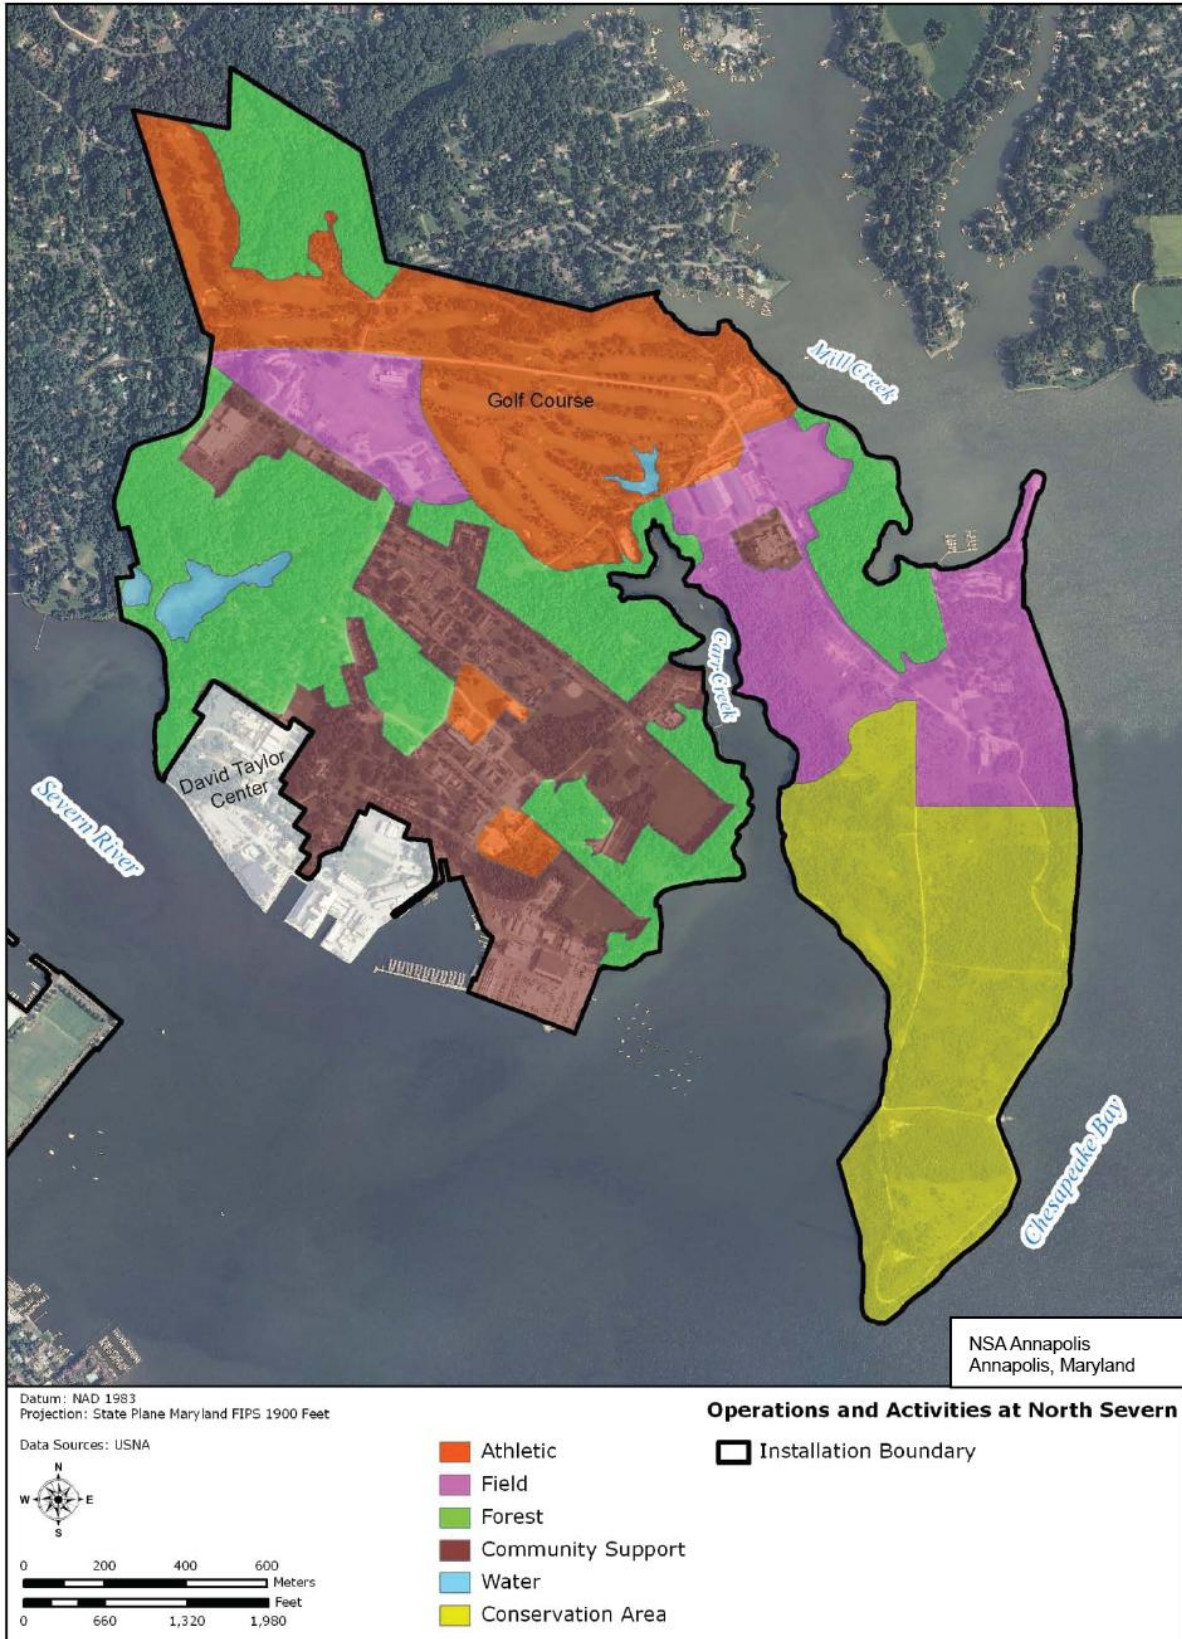 Mill Creek
Golf Course
Carr Creek
David Taylor
Center
Severn River
Chesapeake Bay
NSA Annapolis
Annapolis, Maryland
Datum: NAD 1983
Projection: State Plane Maryland FIPS 1900 Feet
Data Sources: USNA
N
W E
S
0 200 400 600
Meters
Feet
0 660 1,320 1,980
Athletic
Field
Forest
Community Support
Water
Conservation Area
Operations and Activities at North Severn
Installation Boundary